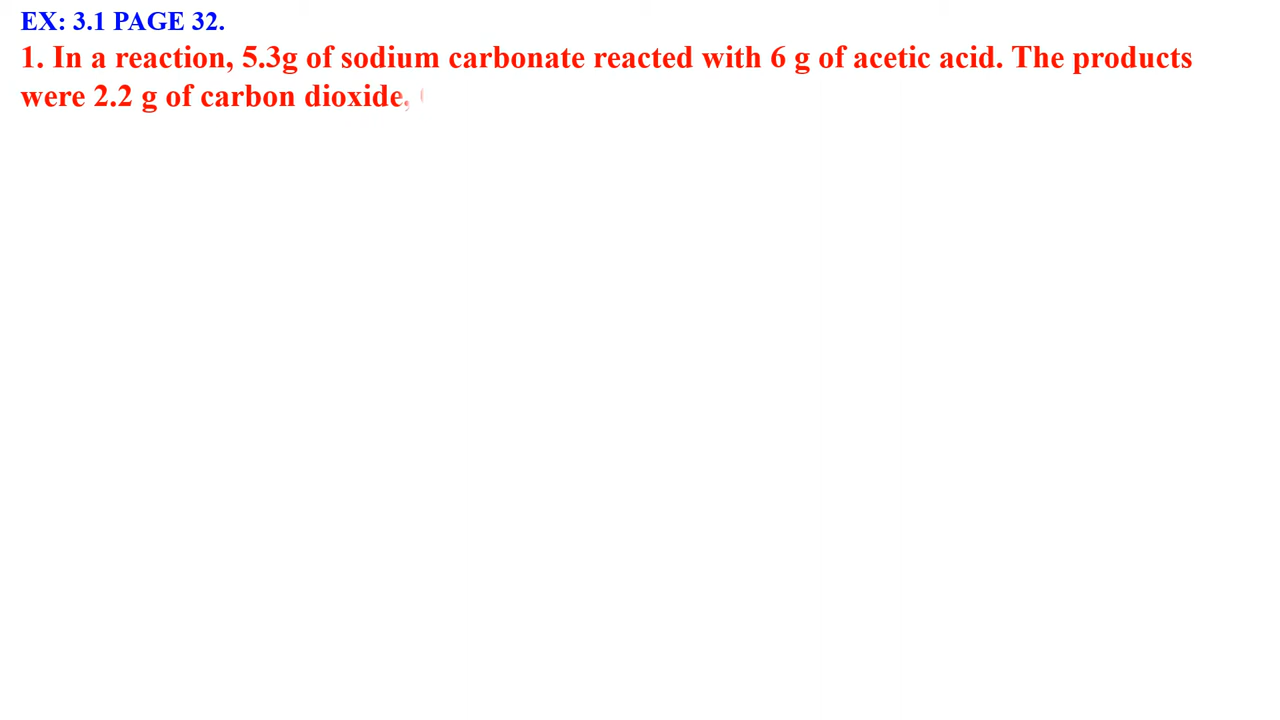 EX: 3.1 PAGE 32.
1. In a reaction, 5.3g of sodium carbonate reacted with 6 g of acetic acid. The products
were 2.2 g of carbon dioxide,